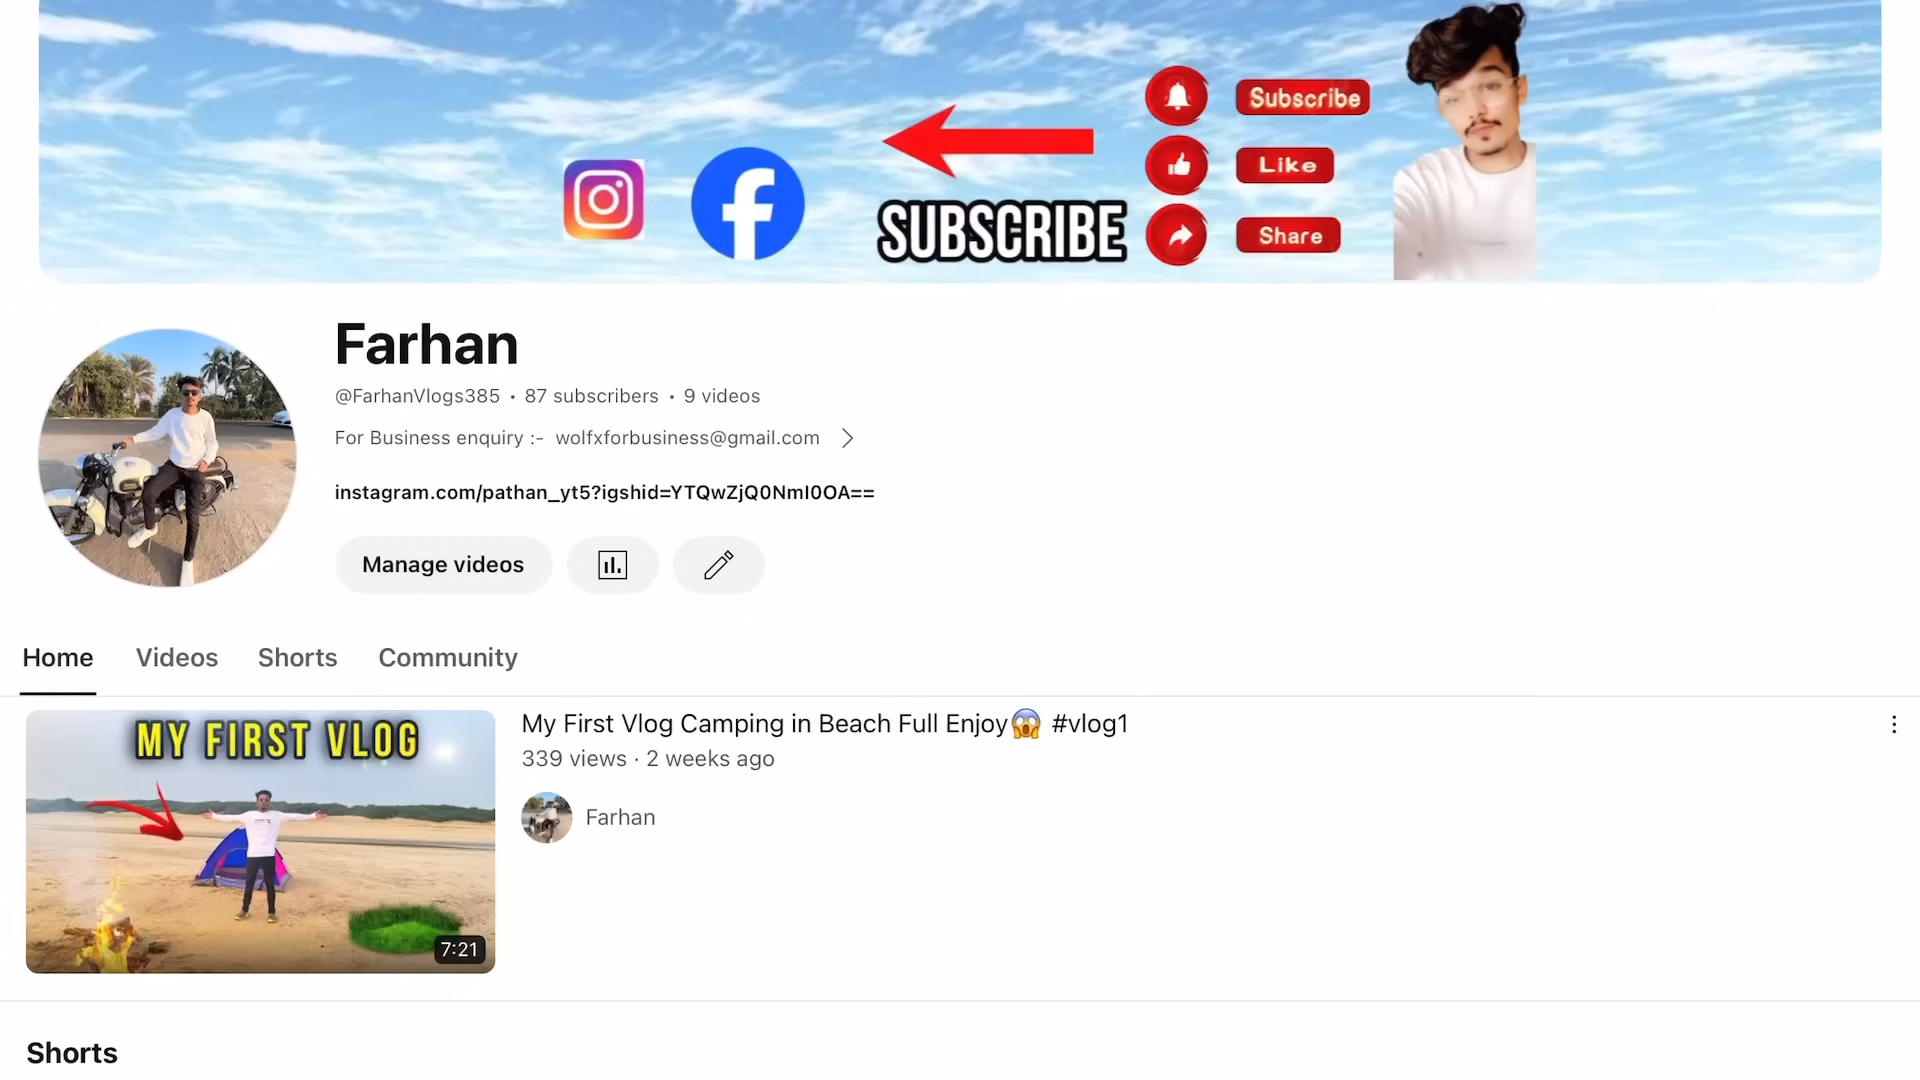 Subscribe
Like
SUBSCRIBE
Share
Farhan
@FarhanVlogs385 • 87 subscribers • 9 videos
For Business enquiry :- wolfxforbusiness@gmail.com
instagram.com/pathan_yt5?igshid=YTQwZjQ0NmI0OA==
Manage videos
Home Videos Shorts Community
MY FIRST VLOG
7:21
My First Vlog Camping in Beach Full Enjoy😱 #vlog1
339 views · 2 weeks ago
Farhan
Shorts